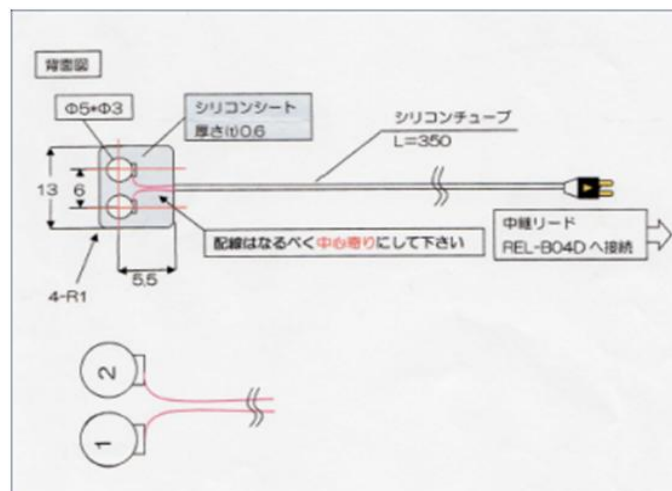 背面図
Φ5*Φ3
シリコンシート
厚さ(t)0.6
シリコンチューブ
L=350
13
6
配線はなるべく中心寄りにして下さい
中継リード
REL-B04D へ接続
5,5
4-R1
2
1